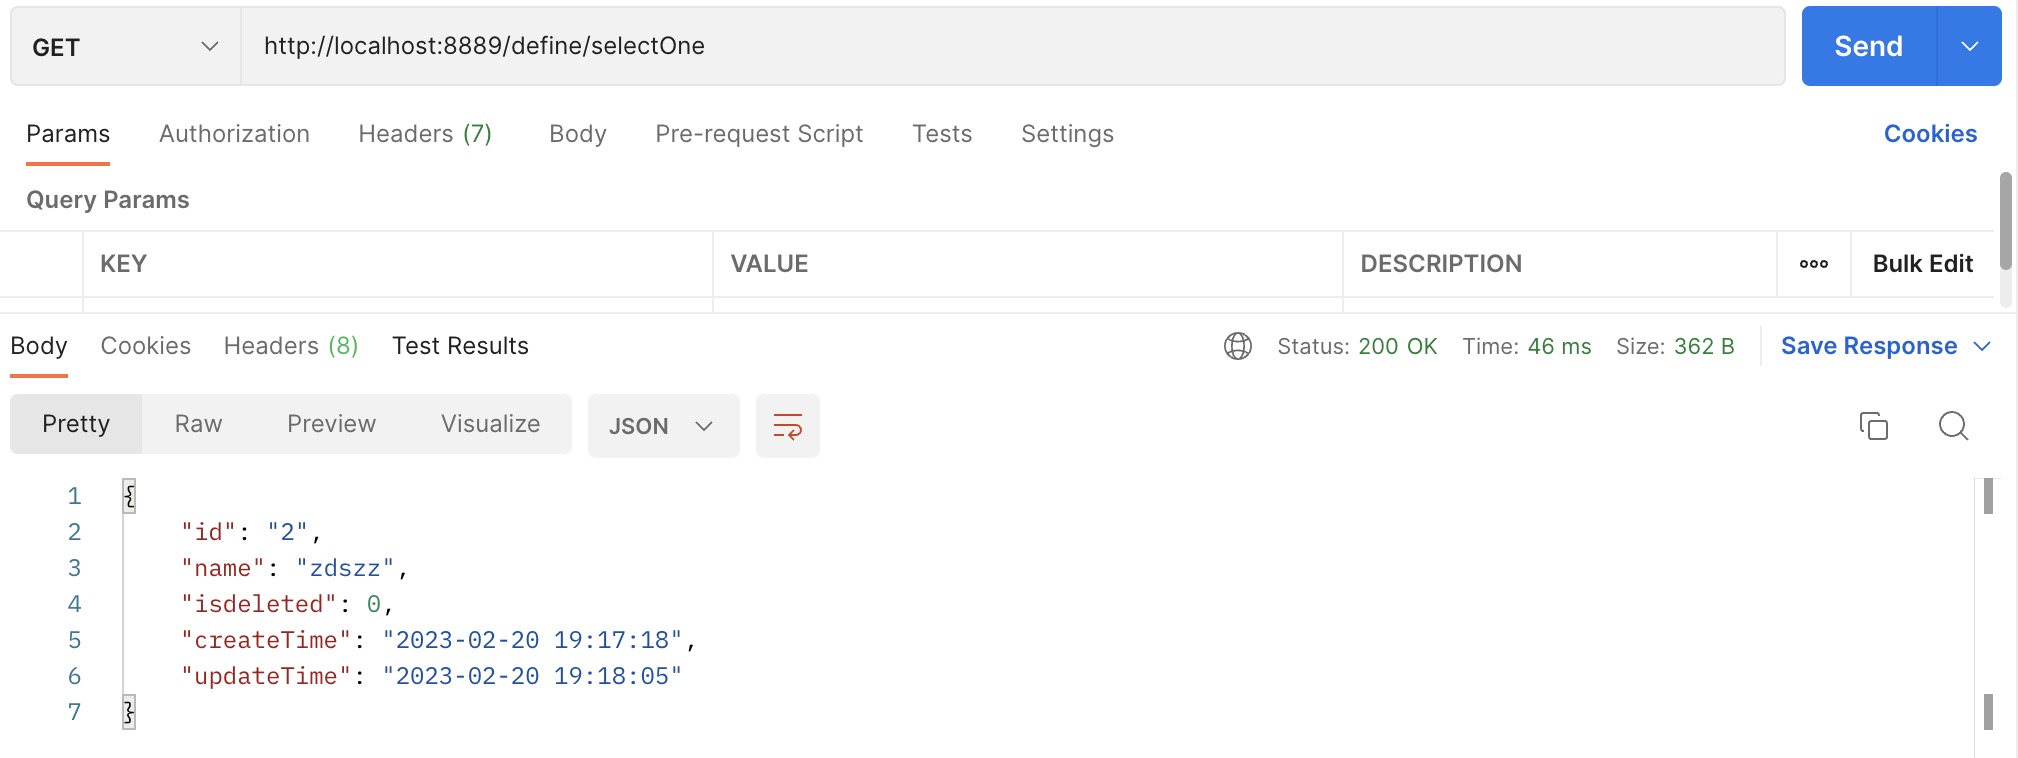 GET http://localhost:8889/define/selectOne Send
Params Authorization Headers (7) Body Pre-request Script Tests Settings Cookies
Query Params
KEY VALUE DESCRIPTION ooo Bulk Edit
Body Cookies Headers (8) Test Results Status: 200 OK Time: 46 ms Size: 362 B Save Response
Pretty Raw Preview Visualize JSON
1 {
2 "id": "2",
3 "name": "zdszz",
4 "isdeleted": 0,
5 "createTime": "2023-02-20 19:17:18",
6 "updateTime": "2023-02-20 19:18:05"
7 }